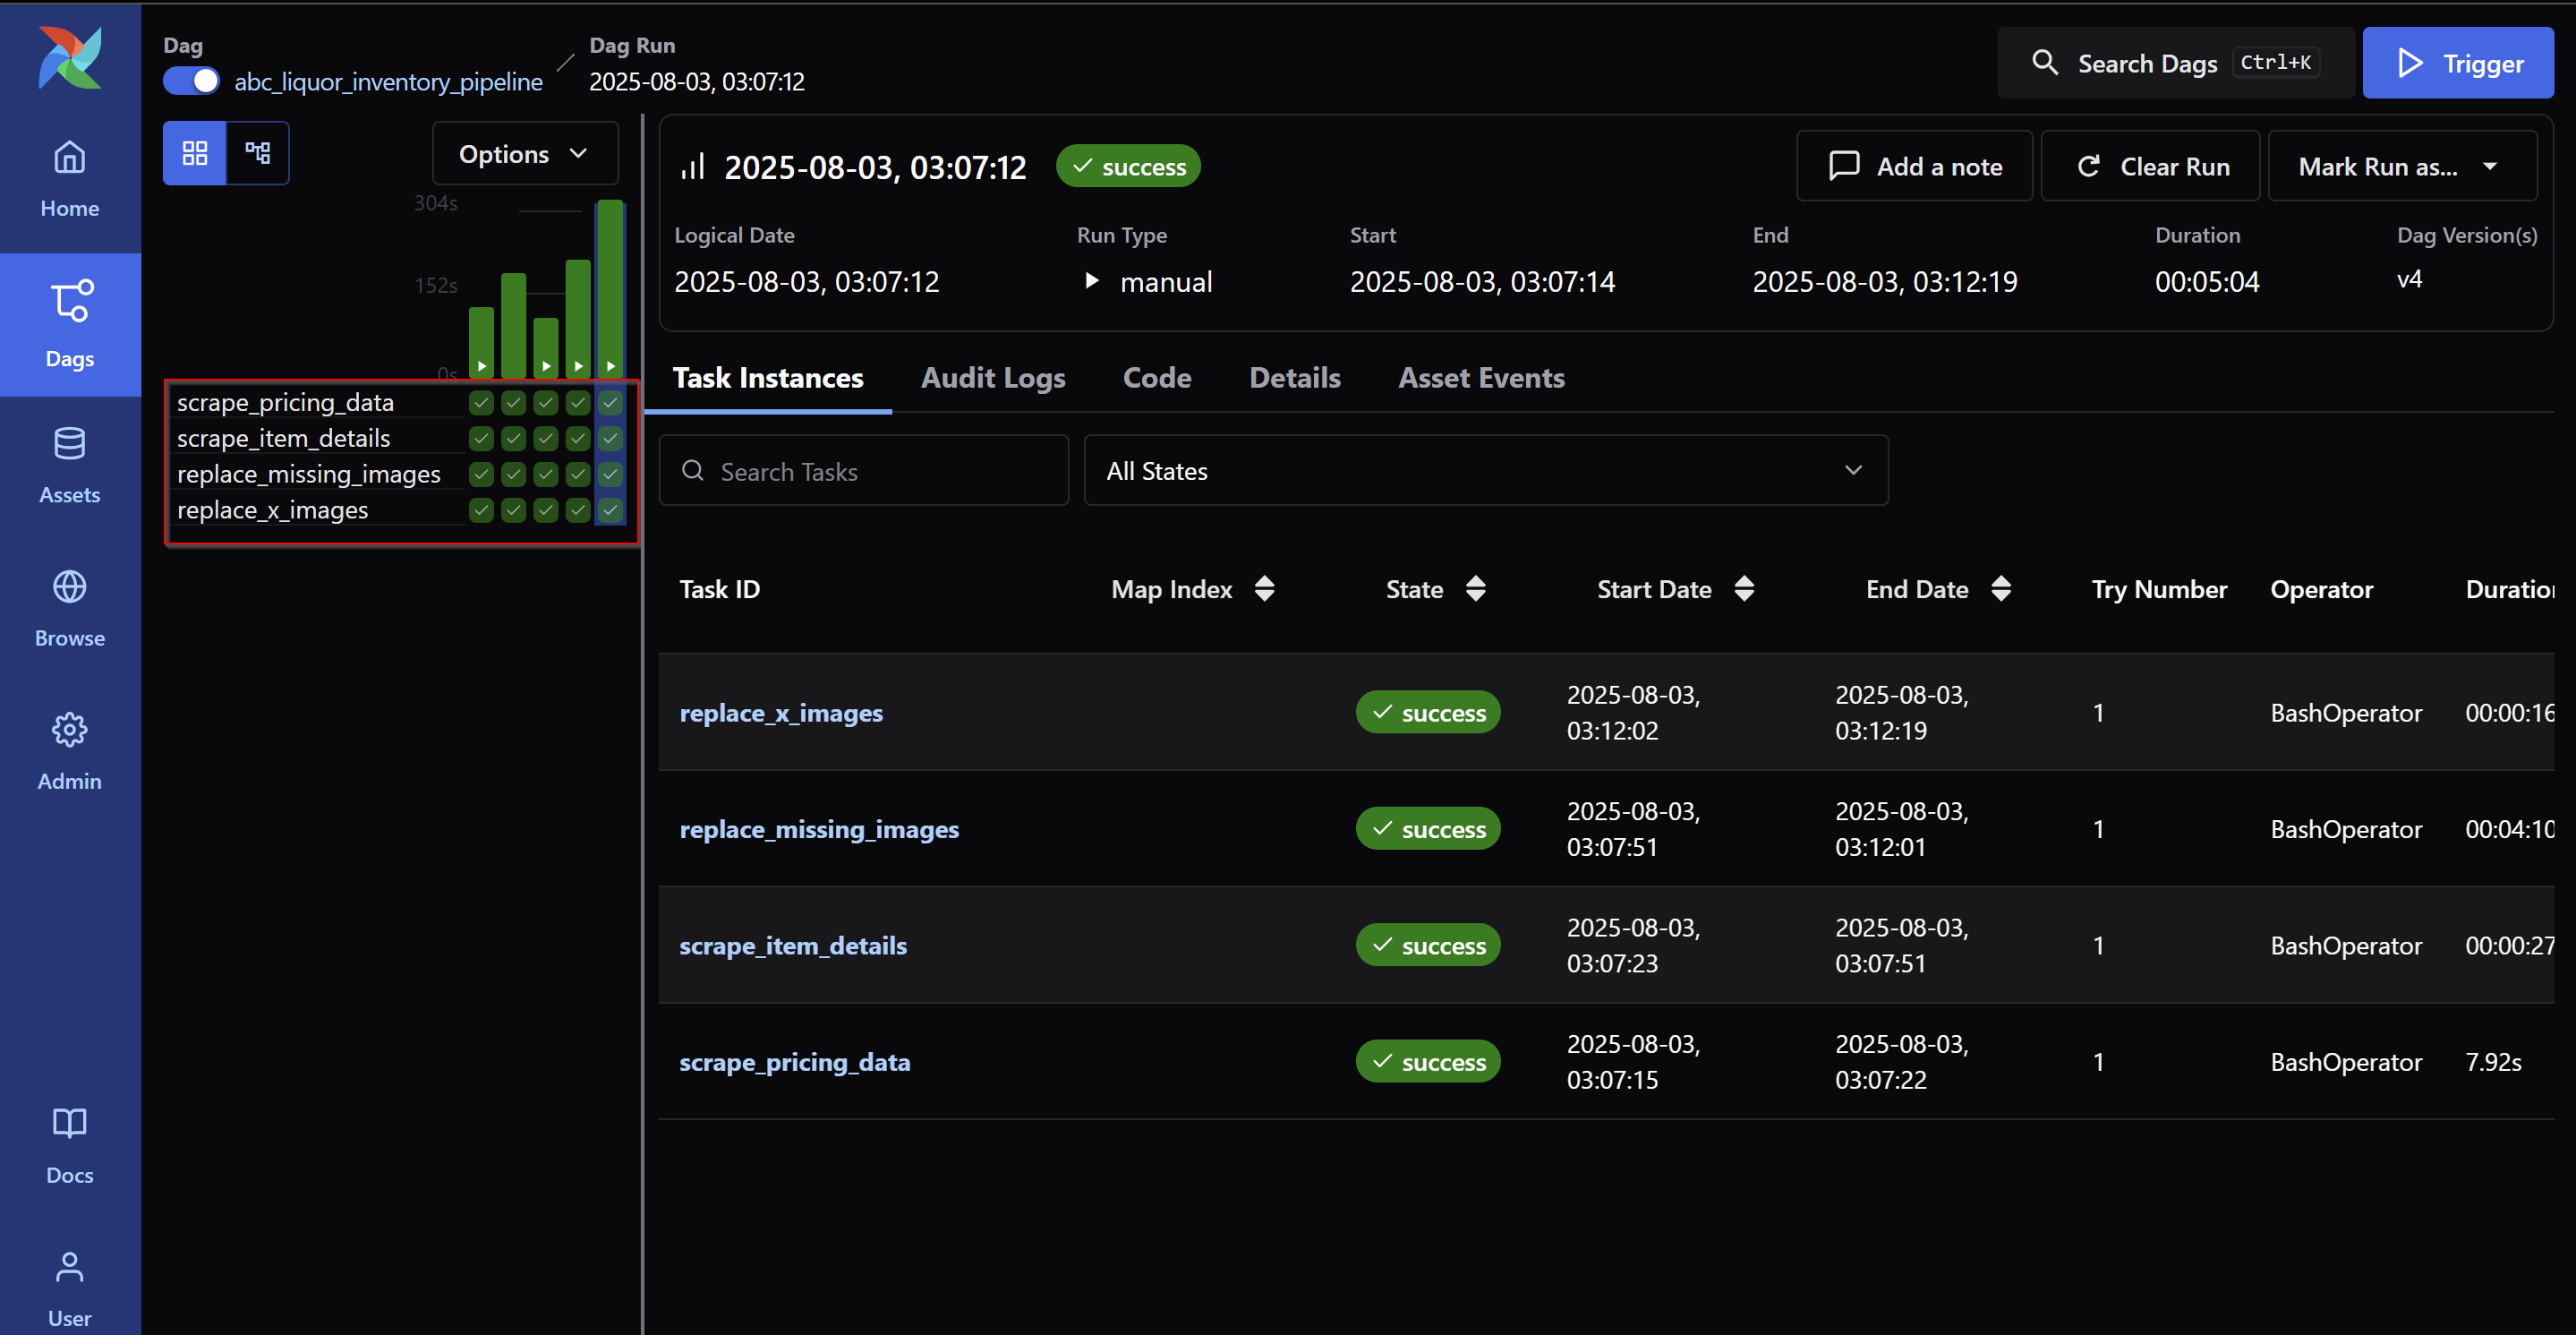 Dag
abc_liquor_inventory_pipeline
Dag Run
2025-08-03, 03:07:12
Search Dags Ctrl+K
Trigger
Home
Dags
Assets
Browse
Admin
Docs
User
Options
304s
152s
0s
scrape_pricing_data
scrape_item_details
replace_missing_images
replace_x_images
2025-08-03, 03:07:12 success
Add a note
Clear Run
Mark Run as...
Logical Date Run Type Start End Duration Dag Version(s)
2025-08-03, 03:07:12 manual 2025-08-03, 03:07:14 2025-08-03, 03:12:19 00:05:04 v4
Task Instances Audit Logs Code Details Asset Events
Search Tasks
All States
Task ID Map Index State Start Date End Date Try Number Operator Duration
replace_x_images success 2025-08-03, 03:12:02 2025-08-03, 03:12:19 1 BashOperator 00:00:16
replace_missing_images success 2025-08-03, 03:07:51 2025-08-03, 03:12:01 1 BashOperator 00:04:10
scrape_item_details success 2025-08-03, 03:07:23 2025-08-03, 03:07:51 1 BashOperator 00:00:27
scrape_pricing_data success 2025-08-03, 03:07:15 2025-08-03, 03:07:22 1 BashOperator 7.92s